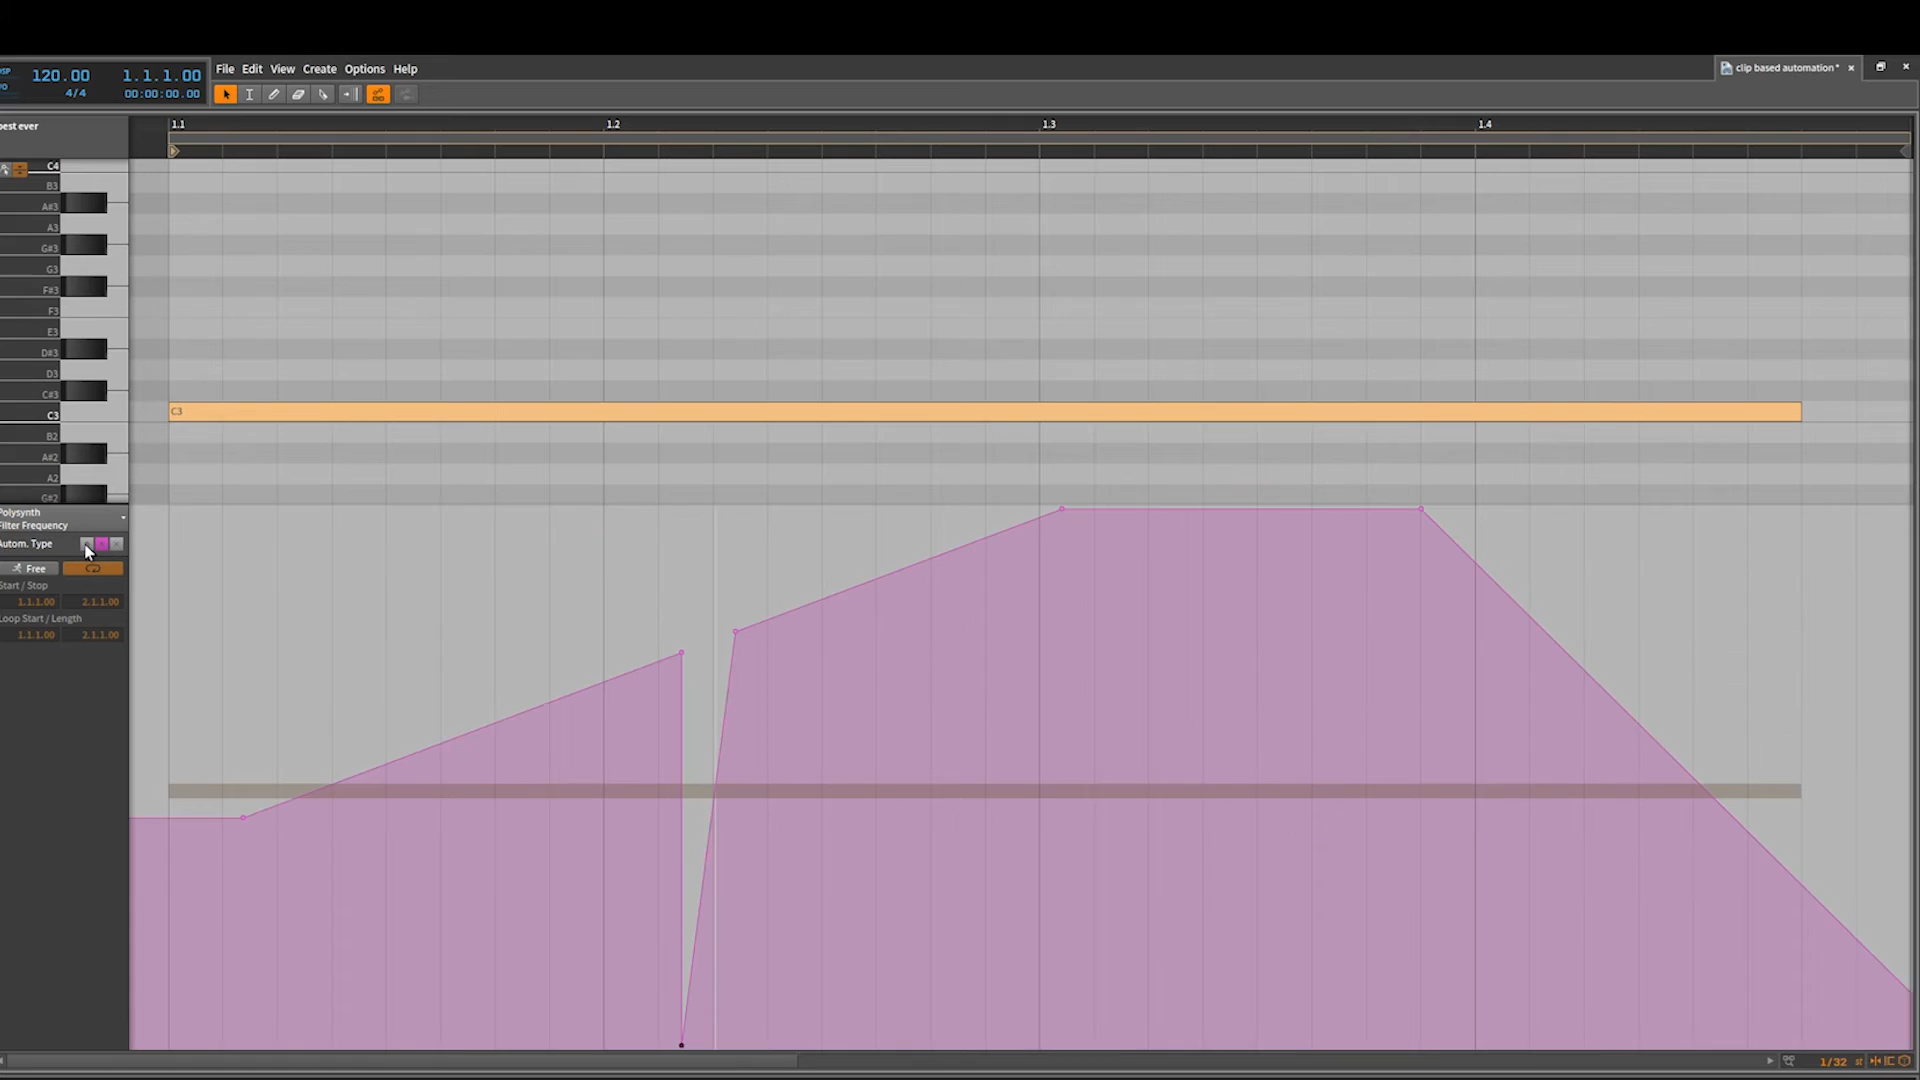 DSP
120.00 1.1.1.00
4/4 00:00:00.00
File Edit View Create Options Help
clip based automation*
best ever
1.1 1.2 1.3 1.4
C4
B3
A#3
A3
G#3
G3
F#3
F3
E3
D#3
D3
C#3
C3
C3
B2
A#2
A2
G#2
Polysynth
Filter Frequency
Autom. Type
Free
Start / Stop
1.1.1.00 2.1.1.00
Loop Start / Length
1.1.1.00 2.1.1.00
1/32 st